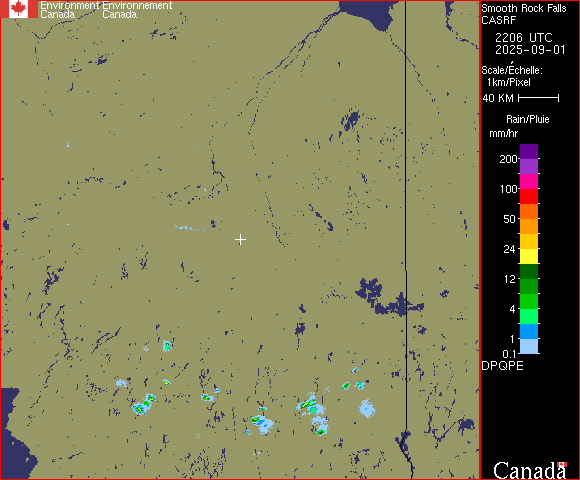 Environment Environnement
Canada Canada
Smooth Rock Falls
CASRF
2206 UTC
2025-09-01
Scale/Échelle:
1km/Pixel
40 KM
Rain/Pluie
mm/hr
200
100
50
24
12
4
1
0.1
DPQPE
Canada